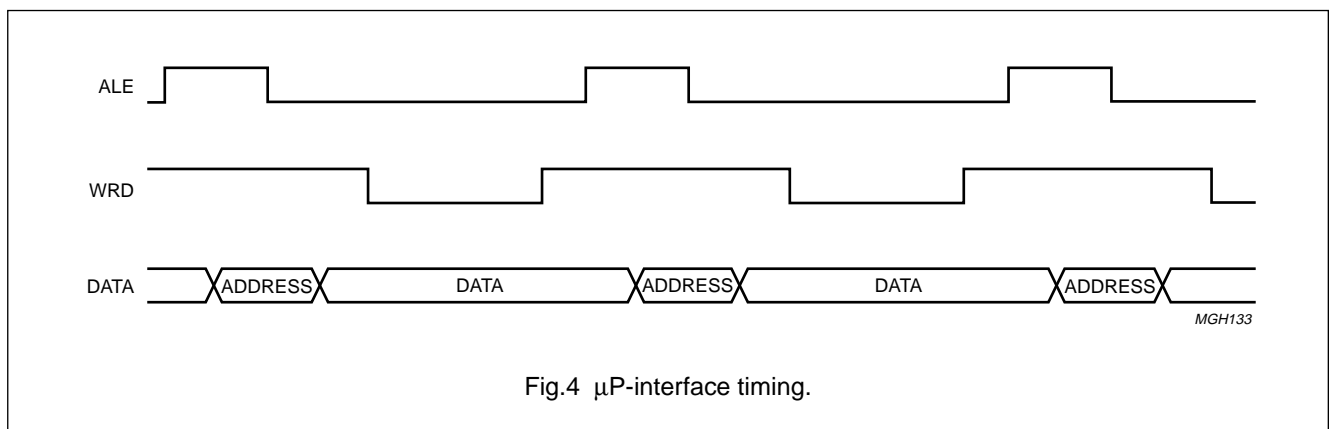 ALE
WRD
DATA ADDRESS DATA ADDRESS DATA ADDRESS
MGH133
Fig.4 μP-interface timing.